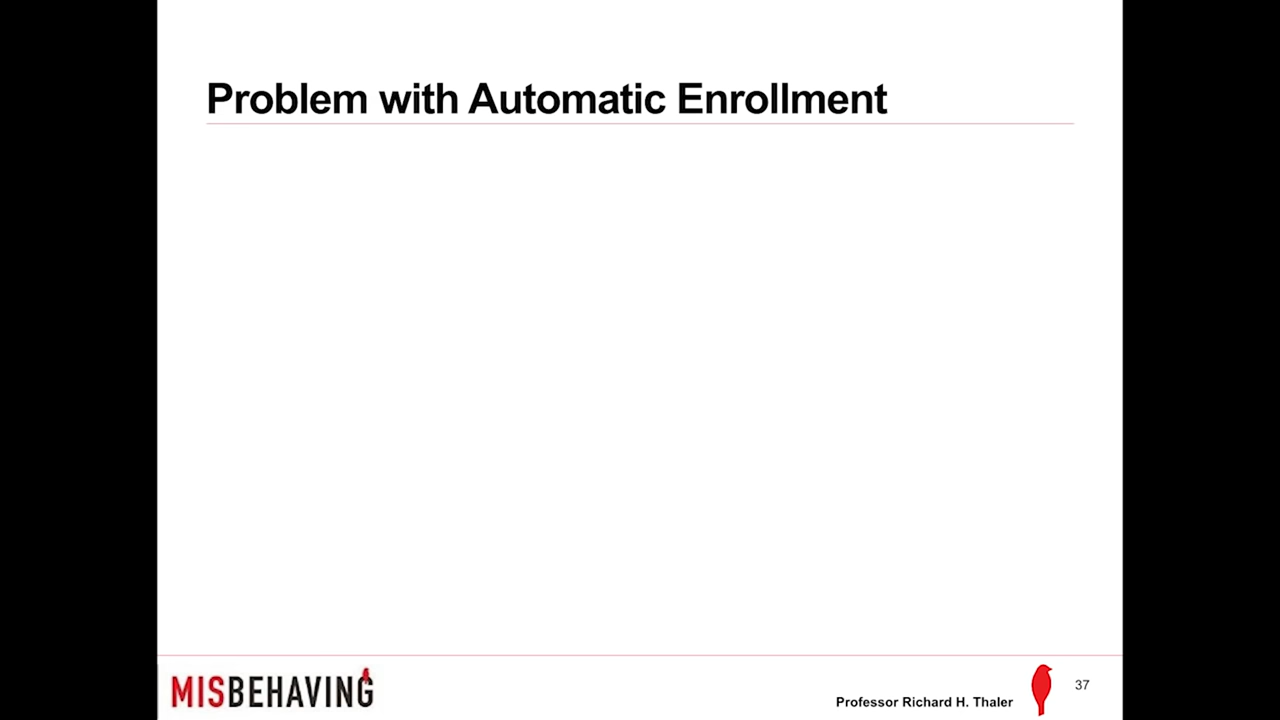 Problem with Automatic Enrollment
MISBEHAVING
Professor Richard H. Thaler
37